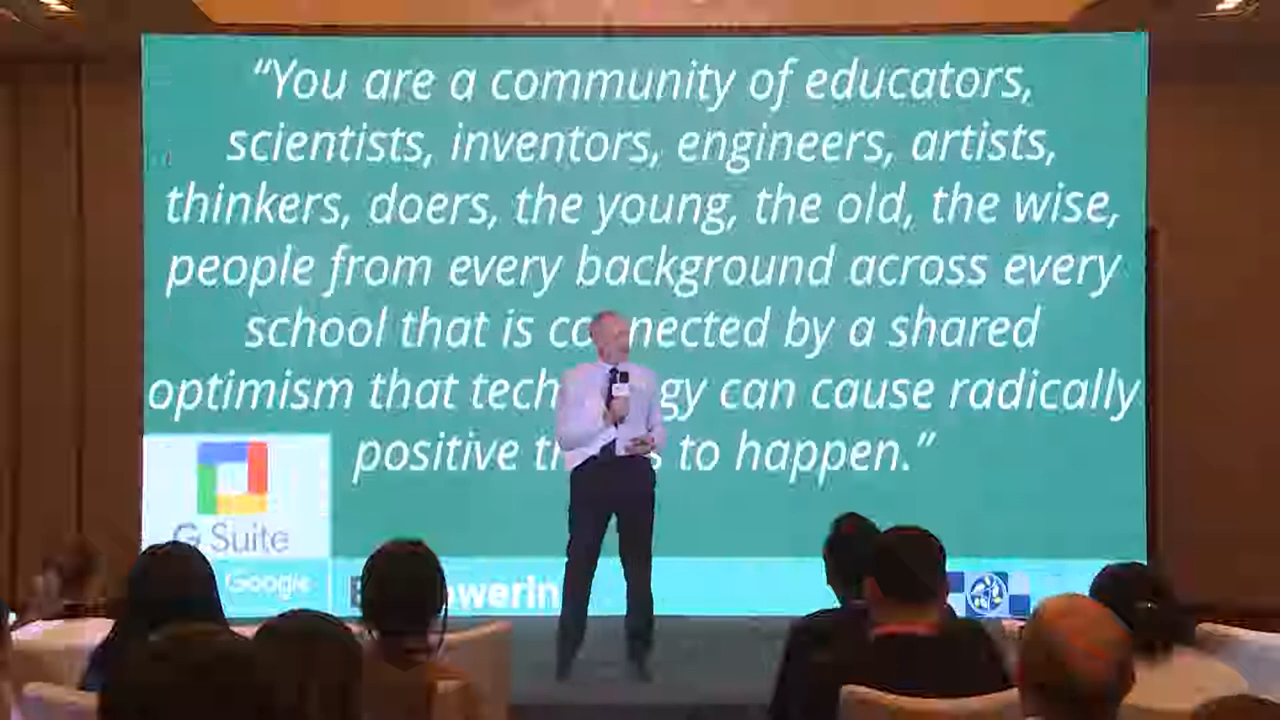 “You are a community of educators,
scientists, inventors, engineers, artists,
thinkers, doers, the young, the old, the wise,
people from every background across every
school that is connected by a shared
optimism that can cause radically
positive to happen.”
G Suite
Google